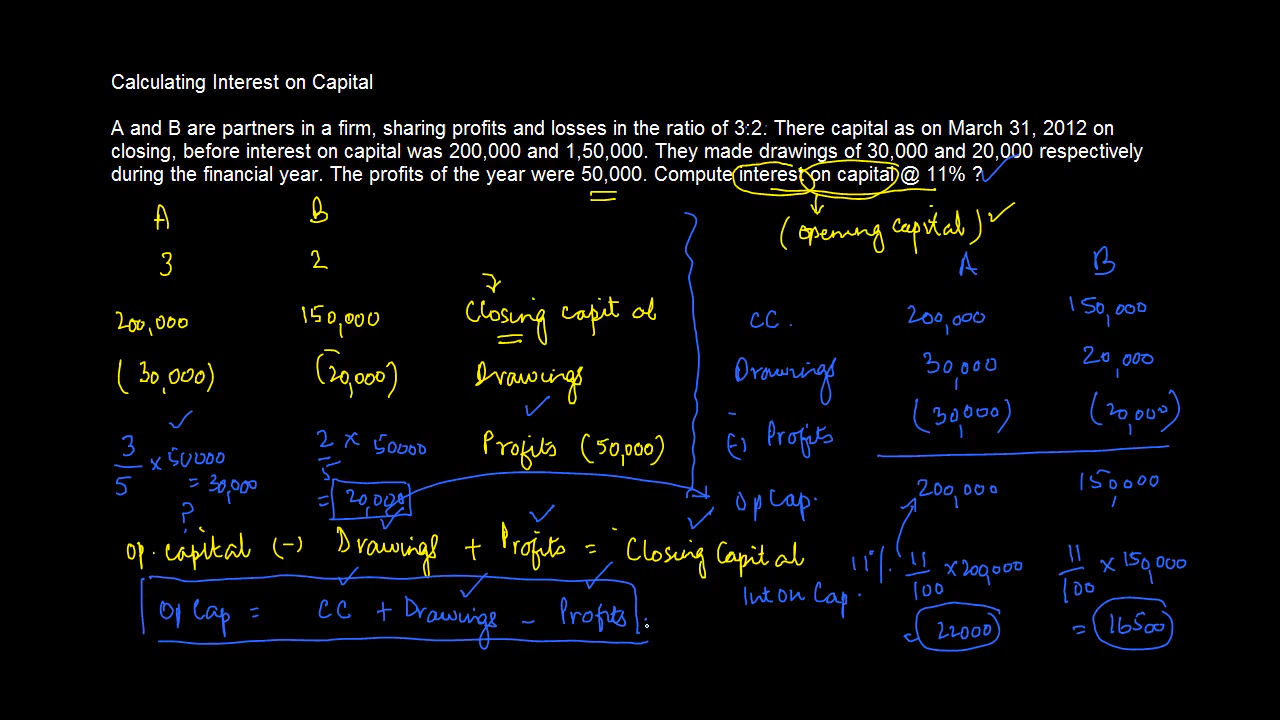 Calculating Interest on Capital
A and B are partners in a firm, sharing profits and losses in the ratio of 3:2. There capital as on March 31, 2012 on
closing, before interest on capital was 200,000 and 1,50,000. They made drawings of 30,000 and 20,000 respectively
during the financial year. The profits of the year were 50,000. Compute interest on capital @ 11% ?
(opening capital)
A B
3 2
200,000 150,000 Closing capital
(30,000) (20,000) Drawings
3/5 × 50000 = 30,000
2/5 × 50000 = 20,000
Profits (50,000)
?
Op. capital (-) Drawings + Profits = Closing Capital
Op Cap = CC + Drawings - Profits
A B
CC. 200,000 150,000
Drawings 30,000 20,000
(-) Profits (30,000) (20,000)
Op Cap. 200,000 150,000
11%. 11/100 × 200,000 11/100 × 150,000
Int on Cap.
= 22000 = 16500